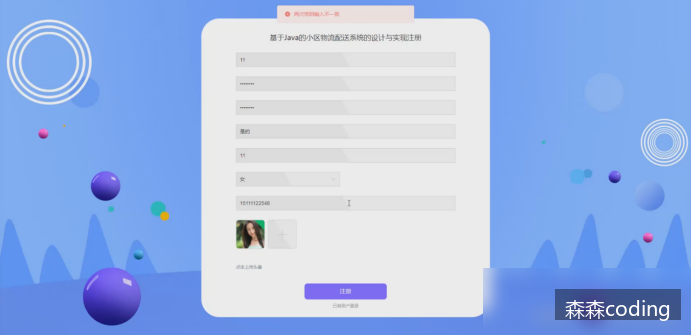 两次密码输入不一致
基于Java的小区物流配送系统的设计与实现注册
11
••••••••
••••••••
是的
11
女
15111122345
点击上传头像
注册
已有账户登录
森森coding